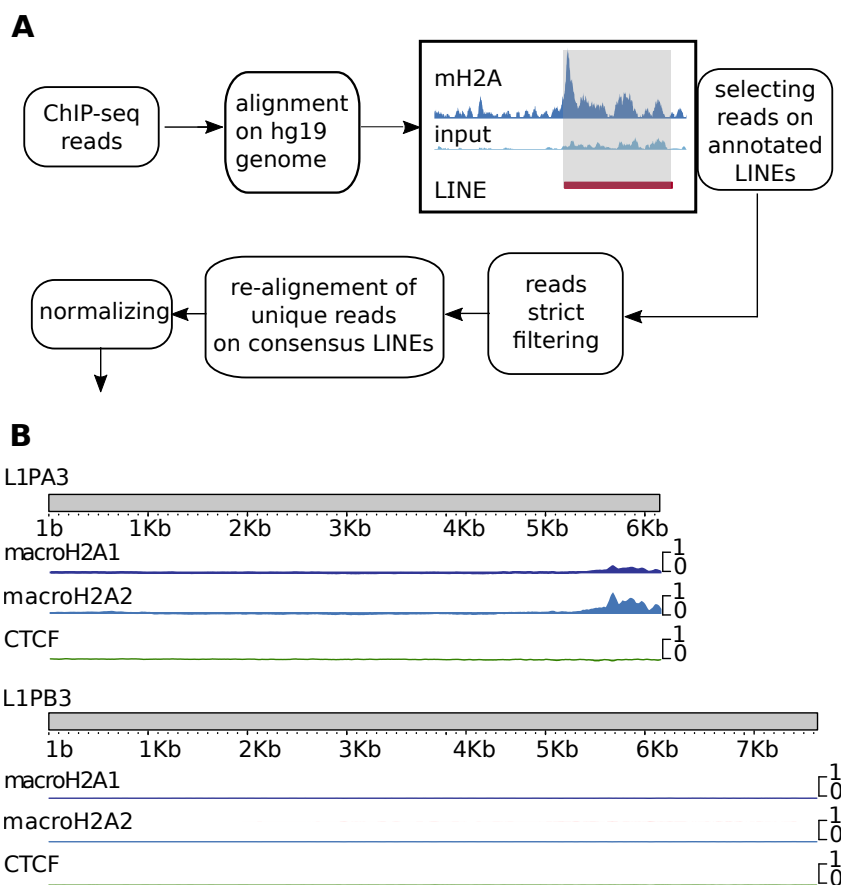 A
ChIP-seq
reads
alignment
on hg19
genome
mH2A
input
LINE
selecting
reads on
annotated
LINEs
normalizing
re-alignement of
unique reads
on consensus LINEs
reads
strict
filtering
B
L1PA3
1b 1Kb 2Kb 3Kb 4Kb 5Kb 6Kb
macroH2A1 1
0
macroH2A2 1
0
CTCF 1
0
L1PB3
1b 1Kb 2Kb 3Kb 4Kb 5Kb 6Kb 7Kb
macroH2A1 1
0
macroH2A2 1
0
CTCF 1
0